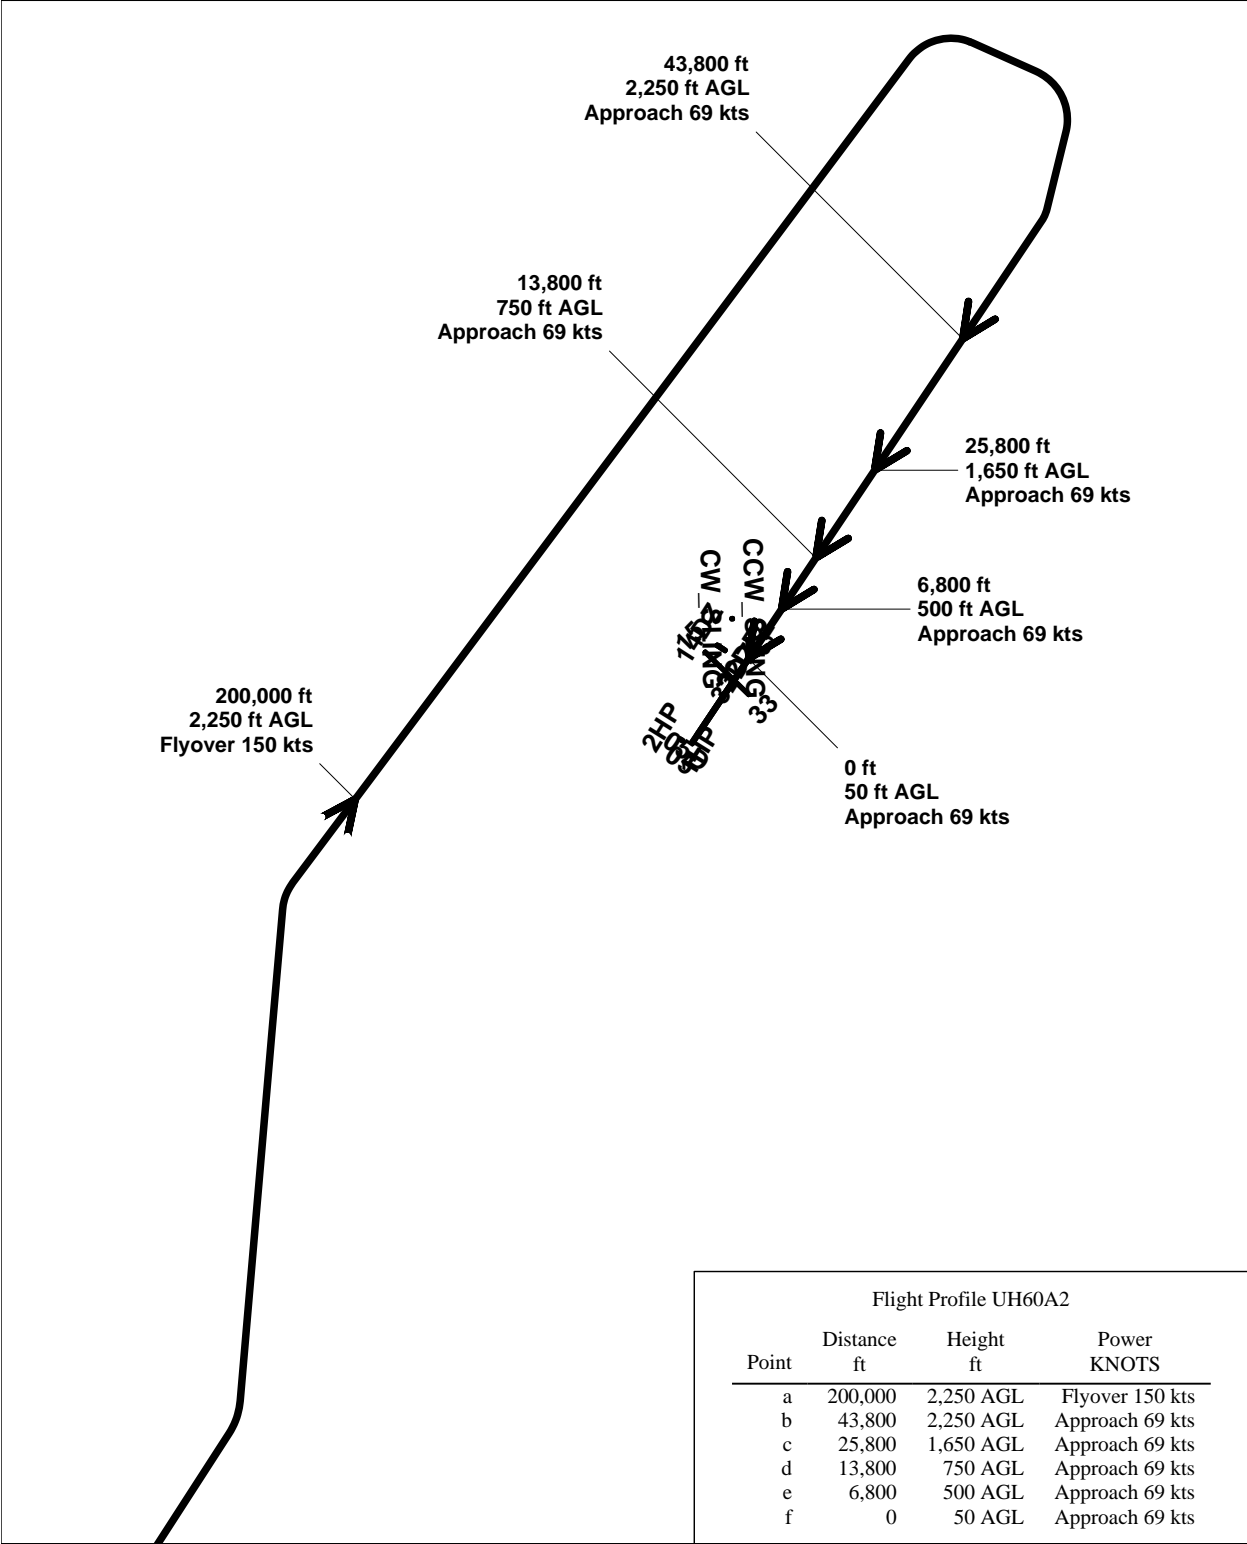 43,800 ft
2,250 ft AGL
Approach 69 kts
13,800 ft
750 ft AGL
Approach 69 kts
25,800 ft
1,650 ft AGL
Approach 69 kts
CW SLING
CCW SLING
6,800 ft
500 ft AGL
Approach 69 kts
33
2HP
200,000 ft
2,250 ft AGL
Flyover 150 kts
0 ft
50 ft AGL
Approach 69 kts
Flight Profile UH60A2
Point Distance ft Height ft Power KNOTS
a 200,000 2,250 AGL Flyover 150 kts
b 43,800 2,250 AGL Approach 69 kts
c 25,800 1,650 AGL Approach 69 kts
d 13,800 750 AGL Approach 69 kts
e 6,800 500 AGL Approach 69 kts
f 0 50 AGL Approach 69 kts